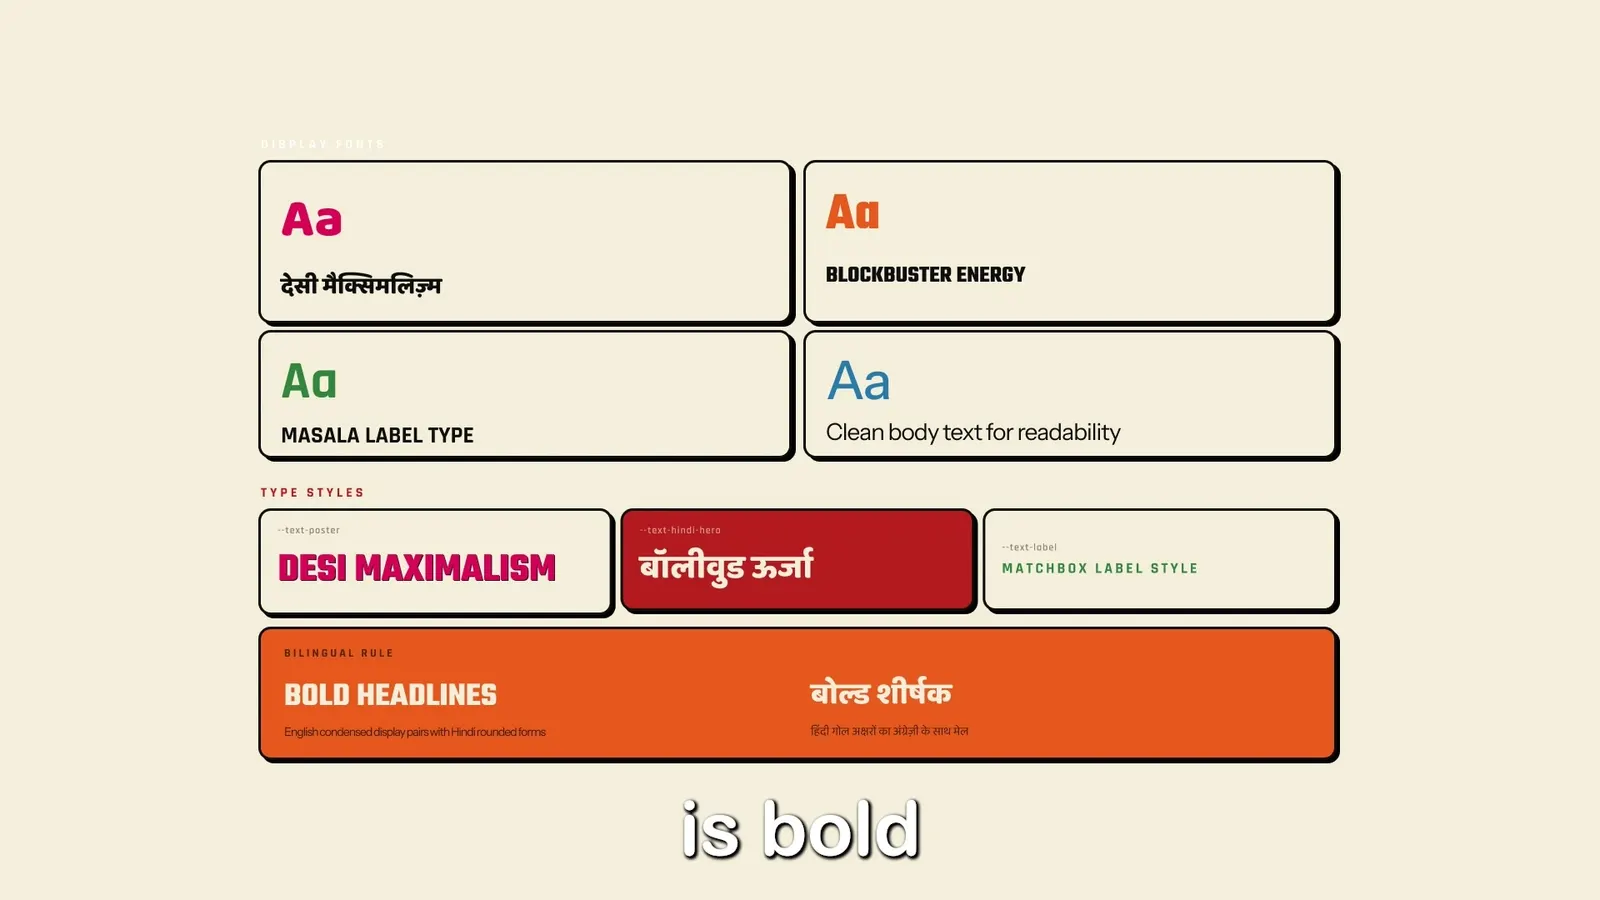 DISPLAY FONTS
Aa
देसी मैक्सिमलिज़्म
Aa
BLOCKBUSTER ENERGY
Aa
MASALA LABEL TYPE
Aa
Clean body text for readability
TYPE STYLES
--text-poster
DESI MAXIMALISM
--text-hindi-hero
बॉलीवुड ऊर्जा
--text-label
MATCHBOX LABEL STYLE
BILINGUAL RULE
BOLD HEADLINES
English condensed display pairs with Hindi rounded forms
बोल्ड शीर्षक
हिंदी गोल अक्षरों का अंग्रेज़ी के साथ मेल
is bold